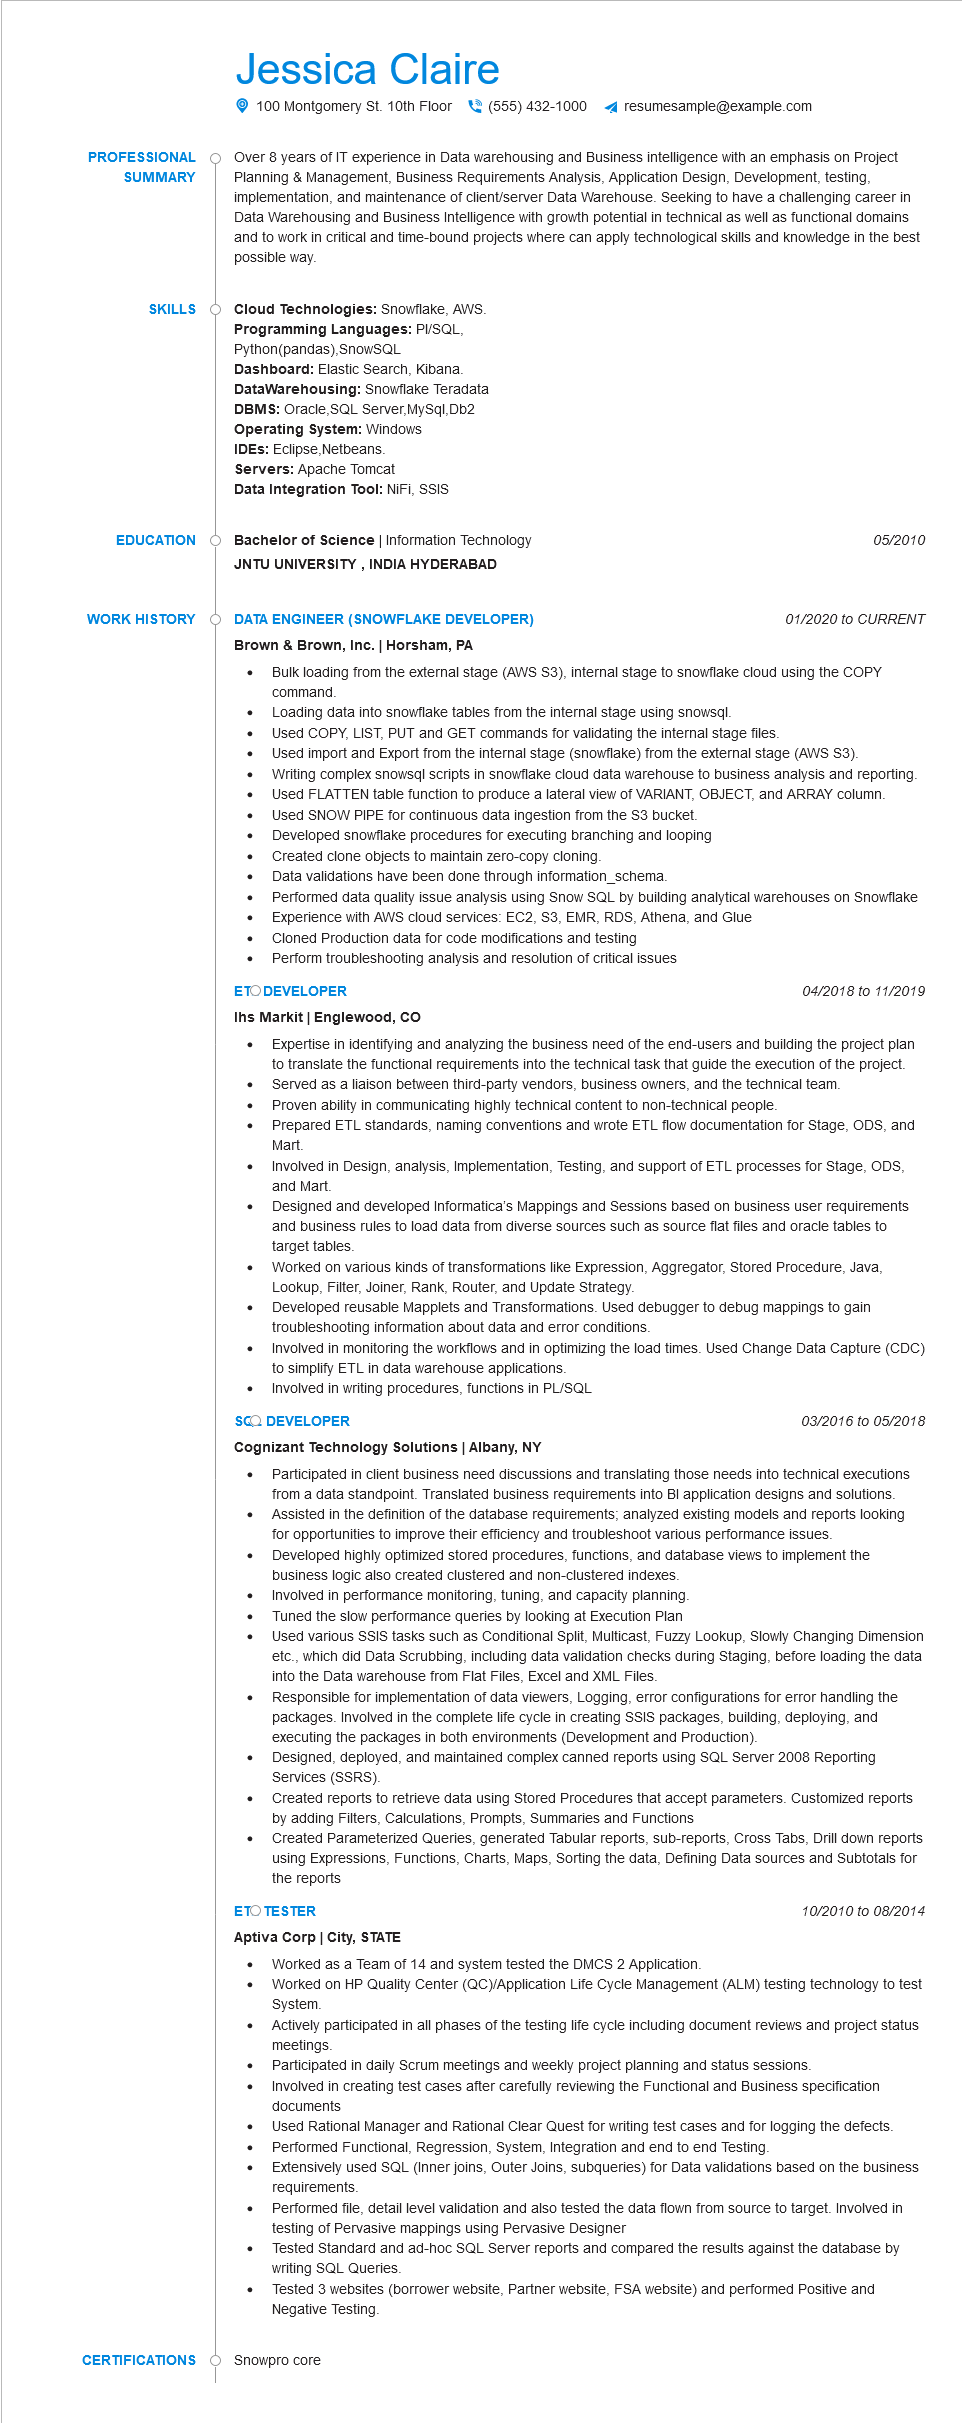 Jessica Claire
100 Montgomery St. 10th Floor (555) 432-1000 resumesample@example.com
PROFESSIONAL SUMMARY
Over 8 years of IT experience in Data warehousing and Business intelligence with an emphasis on Project
Planning & Management, Business Requirements Analysis, Application Design, Development, testing,
implementation, and maintenance of client/server Data Warehouse. Seeking to have a challenging career in
Data Warehousing and Business Intelligence with growth potential in technical as well as functional domains
and to work in critical and time-bound projects where can apply technological skills and knowledge in the best
possible way.
SKILLS
Cloud Technologies: Snowflake, AWS.
Programming Languages: Pl/SQL,
Python(pandas),SnowSQL
Dashboard: Elastic Search, Kibana.
DataWarehousing: Snowflake Teradata
DBMS: Oracle,SQL Server,MySql,Db2
Operating System: Windows
IDEs: Eclipse,Netbeans.
Servers: Apache Tomcat
Data Integration Tool: NiFi, SSIS
EDUCATION
Bachelor of Science | Information Technology 05/2010
JNTU UNIVERSITY , INDIA HYDERABAD
WORK HISTORY
DATA ENGINEER (SNOWFLAKE DEVELOPER) 01/2020 to CURRENT
Brown & Brown, Inc. | Horsham, PA
• Bulk loading from the external stage (AWS S3), internal stage to snowflake cloud using the COPY
command.
• Loading data into snowflake tables from the internal stage using snowsql.
• Used COPY, LIST, PUT and GET commands for validating the internal stage files.
• Used import and Export from the internal stage (snowflake) from the external stage (AWS S3).
• Writing complex snowsql scripts in snowflake cloud data warehouse to business analysis and reporting.
• Used FLATTEN table function to produce a lateral view of VARIANT, OBJECT, and ARRAY column.
• Used SNOW PIPE for continuous data ingestion from the S3 bucket.
• Developed snowflake procedures for executing branching and looping
• Created clone objects to maintain zero-copy cloning.
• Data validations have been done through information_schema.
• Performed data quality issue analysis using Snow SQL by building analytical warehouses on Snowflake
• Experience with AWS cloud services: EC2, S3, EMR, RDS, Athena, and Glue
• Cloned Production data for code modifications and testing
• Perform troubleshooting analysis and resolution of critical issues
ETL DEVELOPER 04/2018 to 11/2019
Ihs Markit | Englewood, CO
• Expertise in identifying and analyzing the business need of the end-users and building the project plan
to translate the functional requirements into the technical task that guide the execution of the project.
• Served as a liaison between third-party vendors, business owners, and the technical team.
• Proven ability in communicating highly technical content to non-technical people.
• Prepared ETL standards, naming conventions and wrote ETL flow documentation for Stage, ODS, and
Mart.
• Involved in Design, analysis, Implementation, Testing, and support of ETL processes for Stage, ODS,
and Mart.
• Designed and developed Informatica's Mappings and Sessions based on business user requirements
and business rules to load data from diverse sources such as source flat files and oracle tables to
target tables.
• Worked on various kinds of transformations like Expression, Aggregator, Stored Procedure, Java,
Lookup, Filter, Joiner, Rank, Router, and Update Strategy.
• Developed reusable Mapplets and Transformations. Used debugger to debug mappings to gain
troubleshooting information about data and error conditions.
• Involved in monitoring the workflows and in optimizing the load times. Used Change Data Capture (CDC)
to simplify ETL in data warehouse applications.
• Involved in writing procedures, functions in PL/SQL
SQL DEVELOPER 03/2016 to 05/2018
Cognizant Technology Solutions | Albany, NY
• Participated in client business need discussions and translating those needs into technical executions
from a data standpoint. Translated business requirements into BI application designs and solutions.
• Assisted in the definition of the database requirements; analyzed existing models and reports looking
for opportunities to improve their efficiency and troubleshoot various performance issues.
• Developed highly optimized stored procedures, functions, and database views to implement the
business logic also created clustered and non-clustered indexes.
• Involved in performance monitoring, tuning, and capacity planning.
• Tuned the slow performance queries by looking at Execution Plan
• Used various SSIS tasks such as Conditional Split, Multicast, Fuzzy Lookup, Slowly Changing Dimension
etc., which did Data Scrubbing, including data validation checks during Staging, before loading the data
into the Data warehouse from Flat Files, Excel and XML Files.
• Responsible for implementation of data viewers, Logging, error configurations for error handling the
packages. Involved in the complete life cycle in creating SSIS packages, building, deploying, and
executing the packages in both environments (Development and Production).
• Designed, deployed, and maintained complex canned reports using SQL Server 2008 Reporting
Services (SSRS).
• Created reports to retrieve data using Stored Procedures that accept parameters. Customized reports
by adding Filters, Calculations, Prompts, Summaries and Functions
• Created Parameterized Queries, generated Tabular reports, sub-reports, Cross Tabs, Drill down reports
using Expressions, Functions, Charts, Maps, Sorting the data, Defining Data sources and Subtotals for
the reports
ETL TESTER 10/2010 to 08/2014
Aptiva Corp | City, STATE
• Worked as a Team of 14 and system tested the DMCS 2 Application.
• Worked on HP Quality Center (QC)/Application Life Cycle Management (ALM) testing technology to test
System.
• Actively participated in all phases of the testing life cycle including document reviews and project status
meetings.
• Participated in daily Scrum meetings and weekly project planning and status sessions.
• Involved in creating test cases after carefully reviewing the Functional and Business specification
documents
• Used Rational Manager and Rational Clear Quest for writing test cases and for logging the defects.
• Performed Functional, Regression, System, Integration and end to end Testing.
• Extensively used SQL (Inner joins, Outer Joins, subqueries) for Data validations based on the business
requirements.
• Performed file, detail level validation and also tested the data flown from source to target. Involved in
testing of Pervasive mappings using Pervasive Designer
• Tested Standard and ad-hoc SQL Server reports and compared the results against the database by
writing SQL Queries.
• Tested 3 websites (borrower website, Partner website, FSA website) and performed Positive and
Negative Testing.
CERTIFICATIONS
Snowpro core